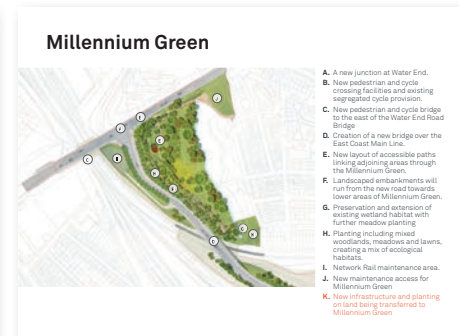 Millennium Green
A. A new junction at Water End.
B. New pedestrian and cycle
crossing facilities and existing
segregated cycle provision.
C. New pedestrian and cycle bridge
to the east of the Water End Road
Bridge
D. Creation of a new bridge over the
East Coast Main Line.
E. New layout of accessible paths
linking adjoining areas through
the Millennium Green.
F. Landscaped embankments will
run from the new road towards
lower areas of Millennium Green.
G. Preservation and extension of
existing wetland habitat with
further meadow planting
H. Planting including mixed
woodlands, meadows and lawns,
creating a mix of ecological
habitats.
I. Network Rail maintenance area.
J. New maintenance access for
Millennium Green
K. New infrastructure and planting
on land being transferred to
Millennium Green